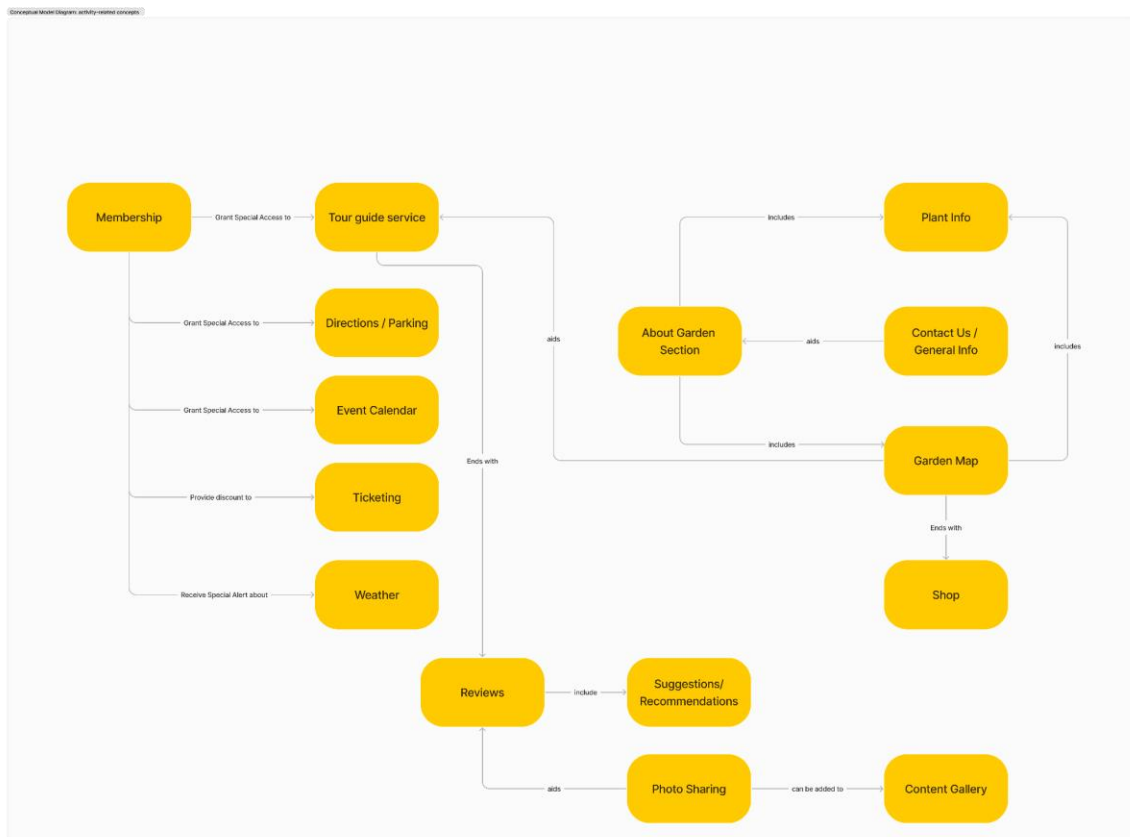 Conceptual Model Diagram: activity-related concepts
Membership
Grant Special Access to
Tour guide service
includes
Plant Info
Grant Special Access to
Directions / Parking
aids
About Garden
Section
aids
Contact Us /
General Info
includes
Grant Special Access to
Event Calendar
includes
Ends with
Garden Map
Provide discount to
Ticketing
Ends with
Receive Special Alert about
Weather
Shop
Reviews
include
Suggestions/
Recommendations
aids
Photo Sharing
can be added to
Content Gallery